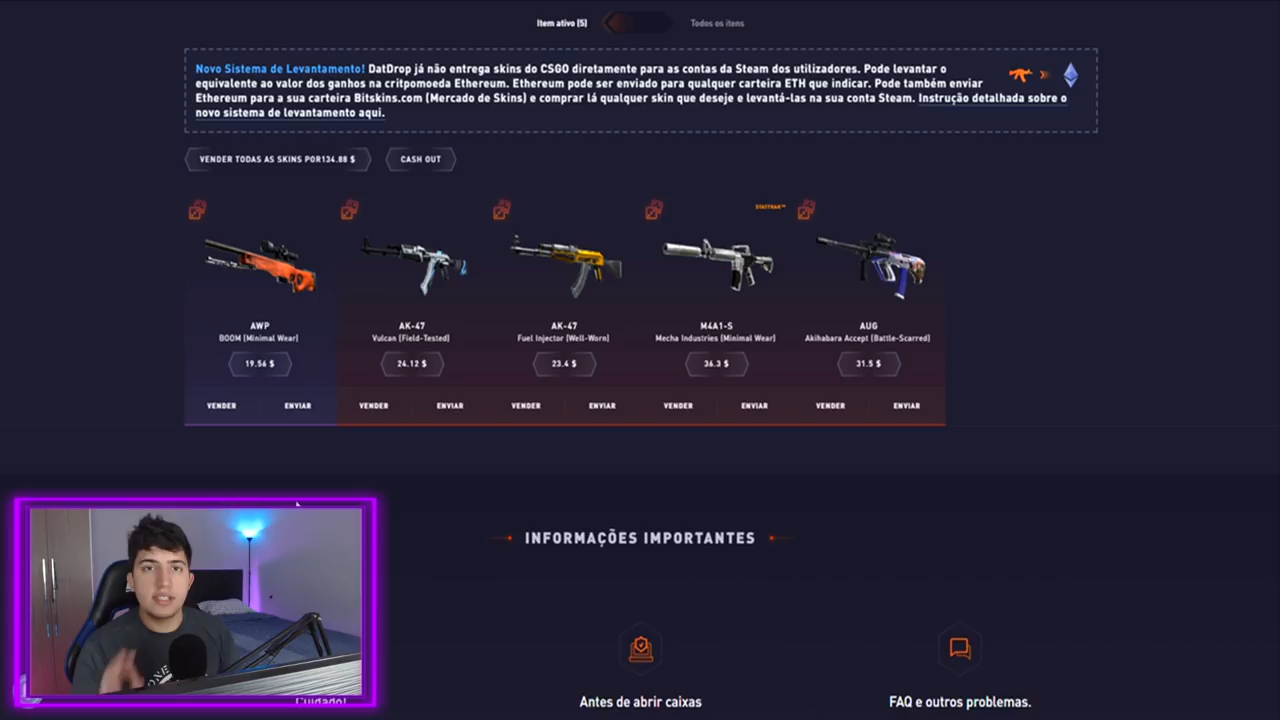 Item ativo (5)
Todos os itens
Novo Sistema de Levantamento! DatDrop já não entrega skins do CSGO diretamente para as contas da Steam dos utilizadores. Pode levantar o
equivalente ao valor dos ganhos na critpomoeda Ethereum. Ethereum pode ser enviado para qualquer carteira ETH que indicar. Pode também enviar
Ethereum para a sua carteira Bitskins.com (Mercado de Skins) e comprar lá qualquer skin que deseje e levantá-las na sua conta Steam. Instrução detalhada sobre o
novo sistema de levantamento aqui.
VENDER TODAS AS SKINS POR134.88 $
CASH OUT
STATTRAK™
AWP
BOOM (Minimal Wear)
19.56 $
VENDER
ENVIAR
AK-47
Vulcan (Field-Tested)
24.12 $
VENDER
ENVIAR
AK-47
Fuel Injector (Well-Worn)
23.4 $
VENDER
ENVIAR
M4A1-S
Mecha Industries (Minimal Wear)
36.3 $
VENDER
ENVIAR
AUG
Akihabara Accept (Battle-Scarred)
31.5 $
VENDER
ENVIAR
INFORMAÇÕES IMPORTANTES
Cuidado!
Antes de abrir caixas
FAQ e outros problemas.